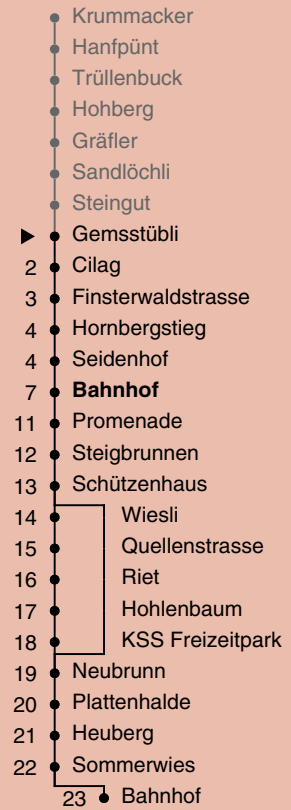 Krummacker
Hanfpünt
Trüllenbuck
Hohberg
Gräfler
Sandlöchli
Steingut
Gemsstübli
2 Cilag
3 Finsterwaldstrasse
4 Hornbergstieg
4 Seidenhof
7 Bahnhof
11 Promenade
12 Steigbrunnen
13 Schützenhaus
14 Wiesli
15 Quellenstrasse
16 Riet
17 Hohlenbaum
18 KSS Freizeitpark
19 Neubrunn
20 Plattenhalde
21 Heuberg
22 Sommerwies
23 Bahnhof